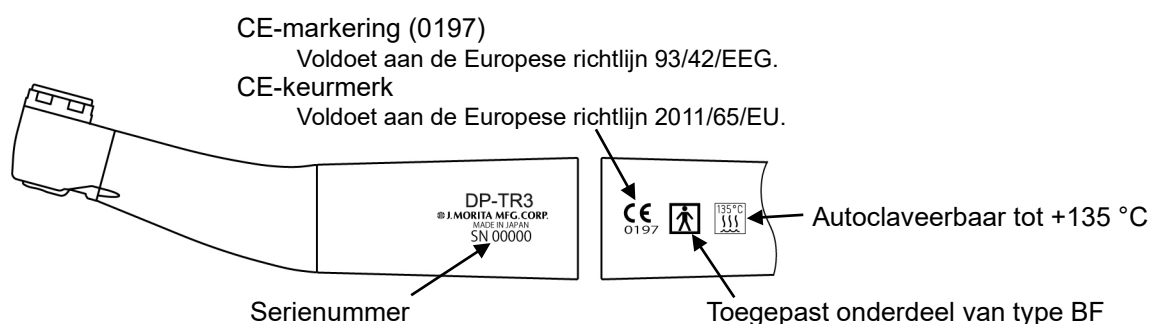 CE-markering (0197)
Voldoet aan de Europese richtlijn 93/42/EEG.
CE-keurmerk
Voldoet aan de Europese richtlijn 2011/65/EU.
DP-TR3
J.MORITA MFG.CORP.
MADE IN JAPAN
SN 00000
CE
0197
135°C
Autoclaveerbaar tot +135 °C
Serienummer
Toegepast onderdeel van type BF